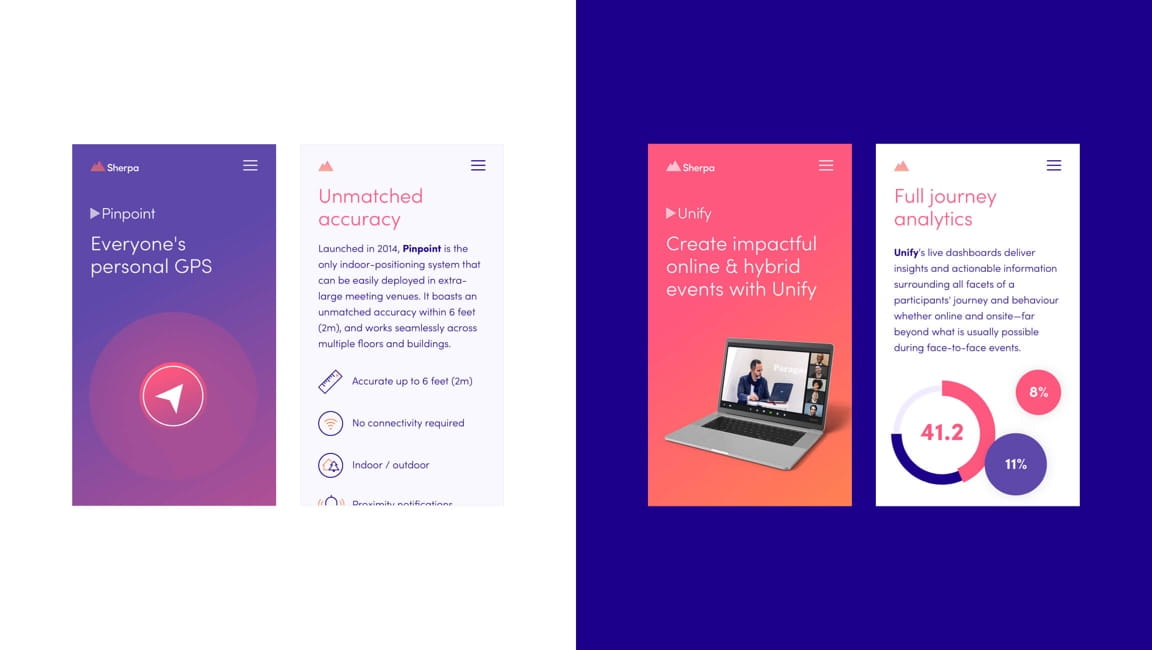 Sherpa
Pinpoint
Everyone's
personal GPS
Unmatched
accuracy
Launched in 2014, Pinpoint is the
only indoor-positioning system that
can be easily deployed in extra-
large meeting venues. It boasts an
unmatched accuracy within 6 feet
(2m), and works seamlessly across
multiple floors and buildings.
Accurate up to 6 feet (2m)
No connectivity required
Indoor / outdoor
Proximity notifications
Sherpa
Unify
Create impactful
online & hybrid
events with Unify
Full journey
analytics
Unify's live dashboards deliver
insights and actionable information
surrounding all facets of a
participants' journey and behaviour
whether online and onsite—far
beyond what is usually possible
during face-to-face events.
8%
41.2
11%